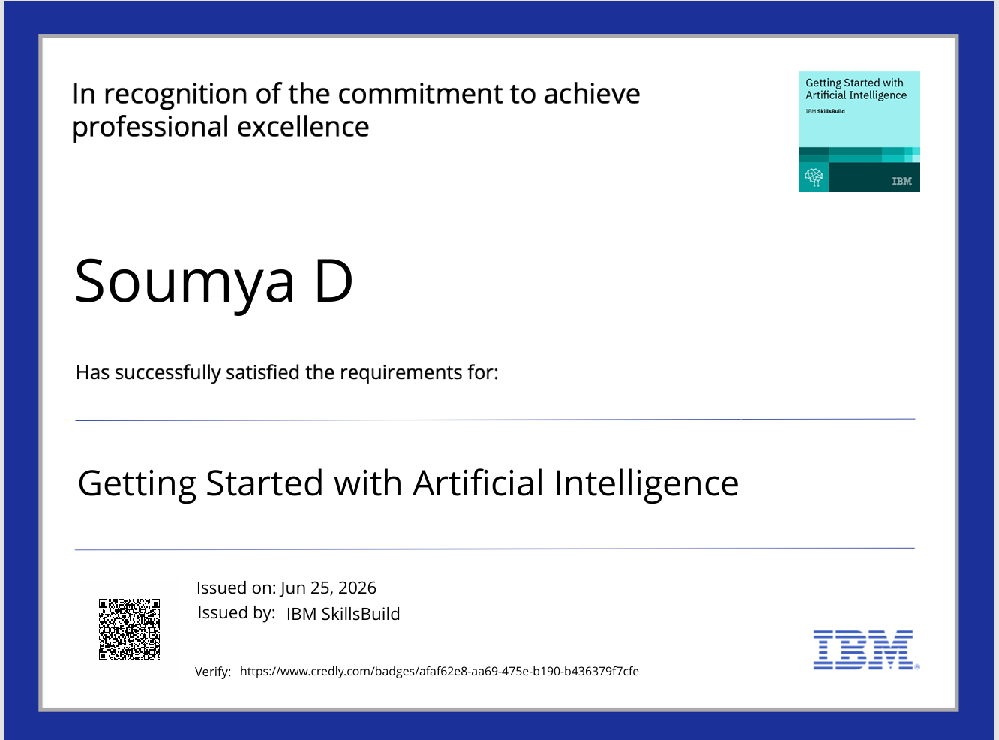 In recognition of the commitment to achieve
professional excellence
Getting Started with
Artificial Intelligence
IBM SkillsBuild
IBM
Soumya D
Has successfully satisfied the requirements for:
Getting Started with Artificial Intelligence
Issued on: Jun 25, 2026
Issued by: IBM SkillsBuild
Verify: https://www.credly.com/badges/afaf62e8-aa69-475e-b190-b436379f7cfe
IBM®